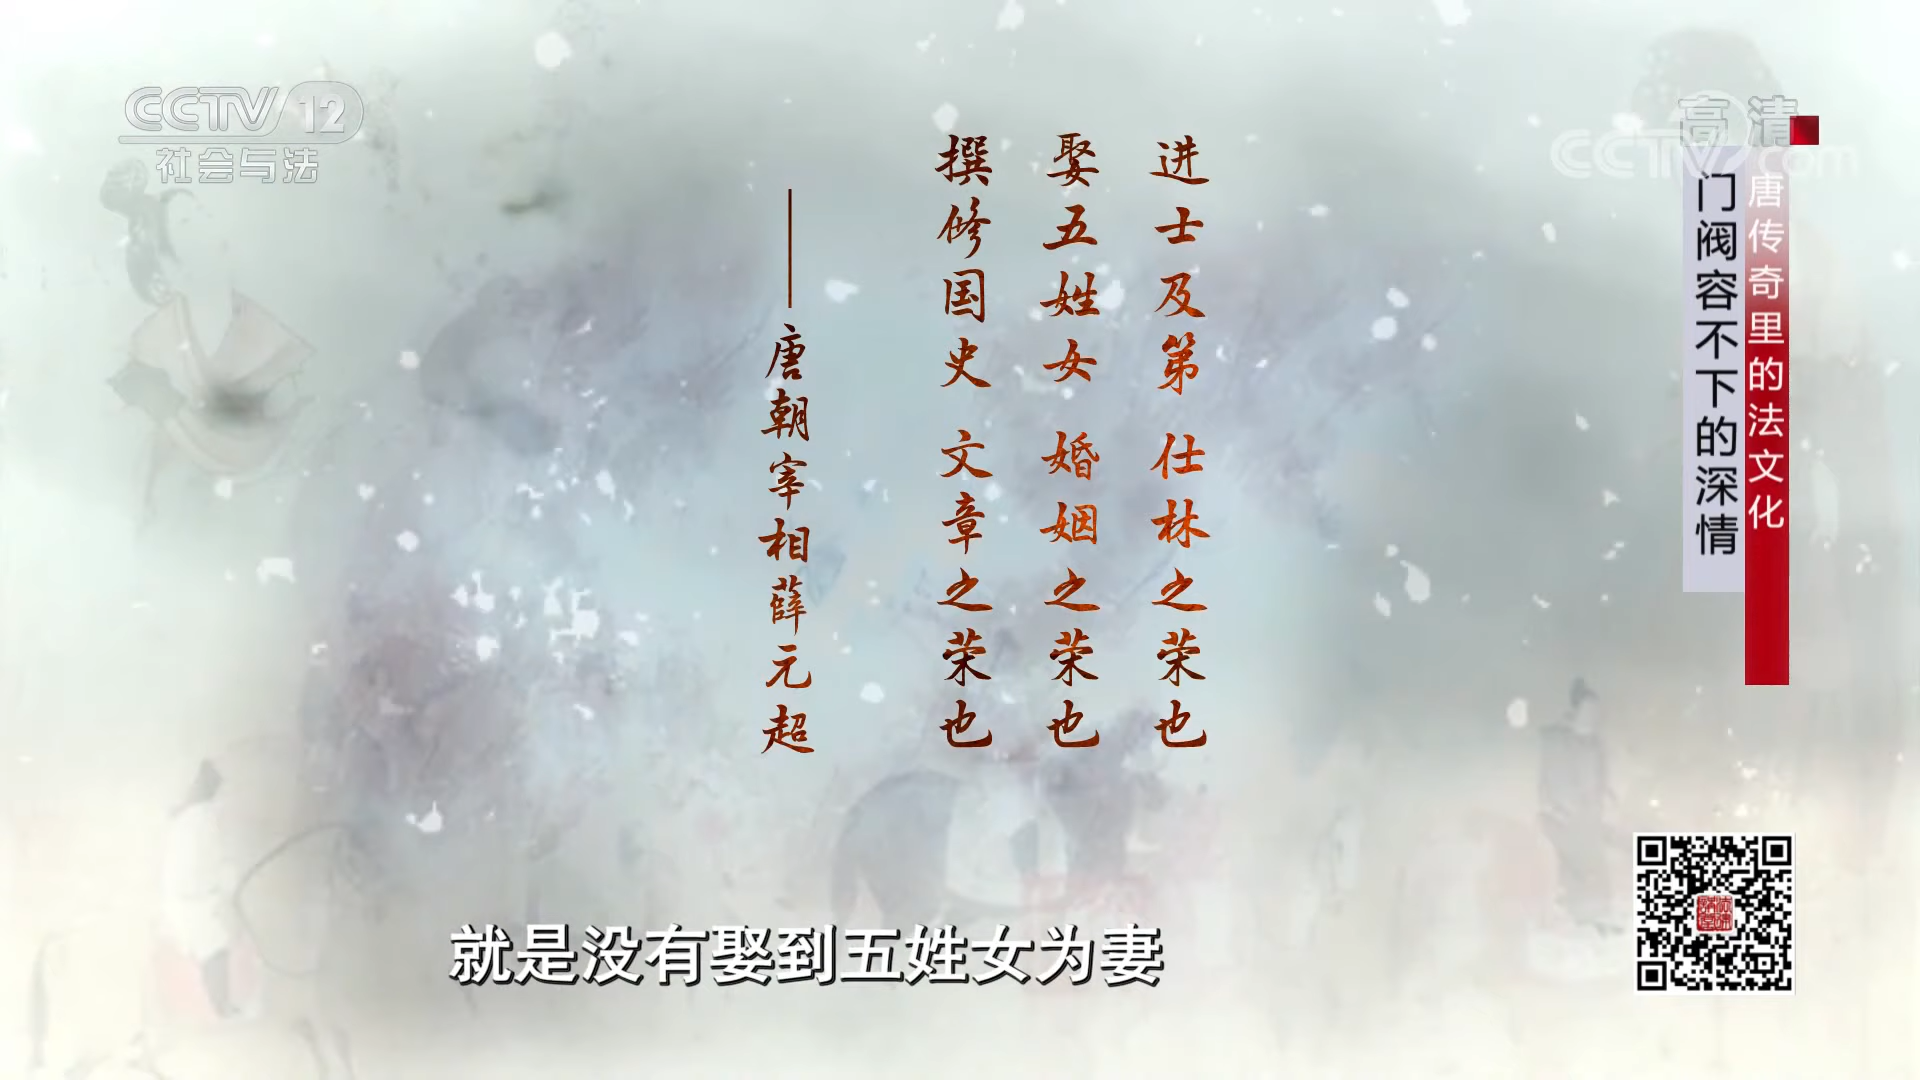 CCTV 12
社会与法
高清
CCTV.com
唐传奇里的法文化
门阀容不下的深情
进士及第 仕林之荣也
娶五姓女 婚姻之荣也
撰修国史 文章之荣也
——唐朝宰相薛元超
就是没有娶到五姓女为妻